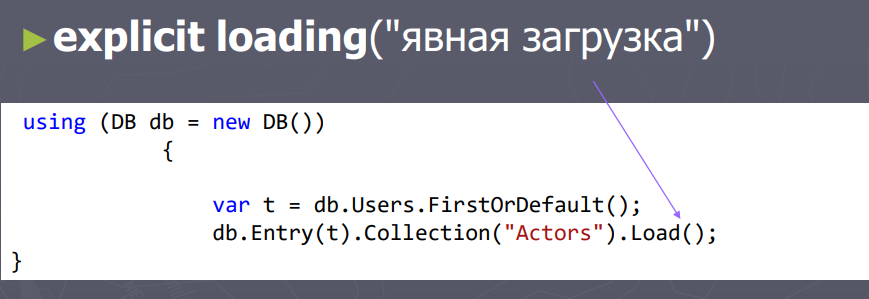 explicit loading("явная загрузка")
using (DB db = new DB())
{
var t = db.Users.FirstOrDefault();
db.Entry(t).Collection("Actors").Load();
}